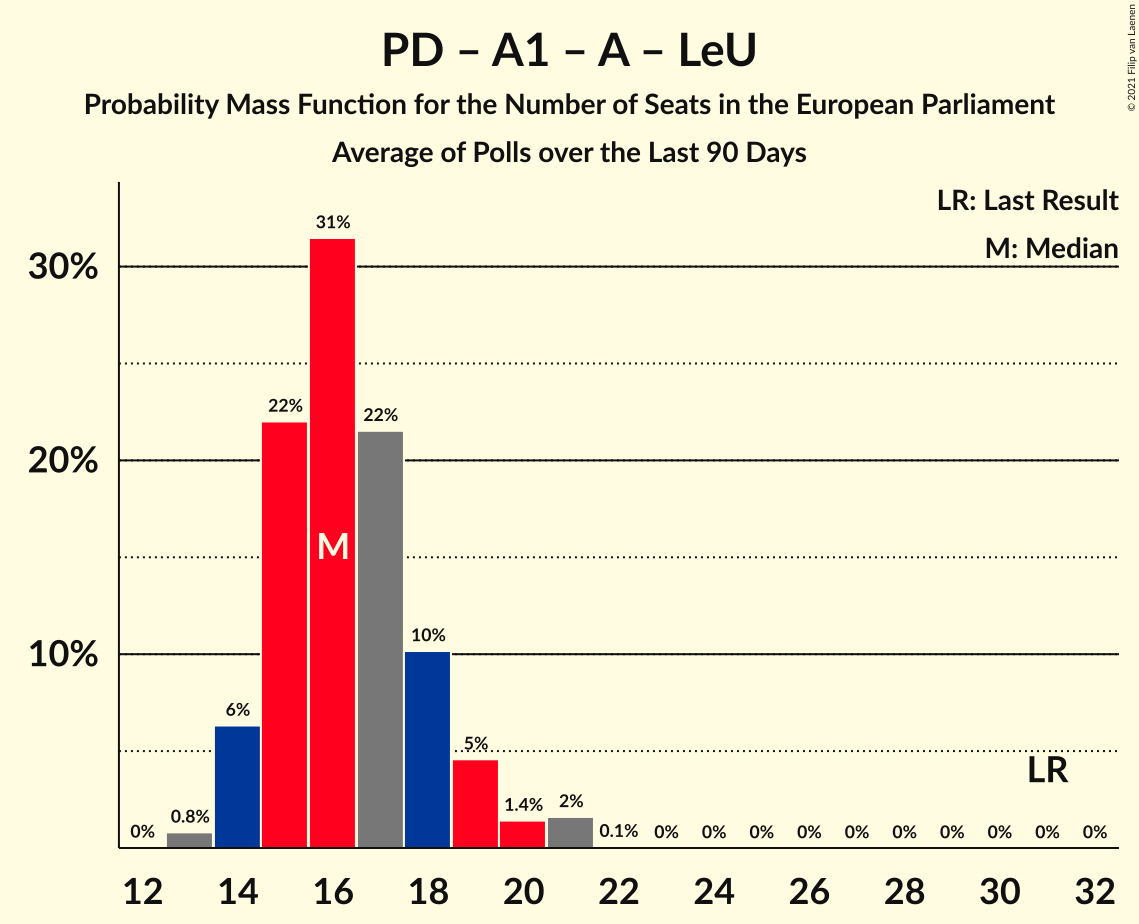 PD – A1 – A – LeU
Probability Mass Function for the Number of Seats in the European Parliament
Average of Polls over the Last 90 Days
© 2021 Filip van Laenen
LR: Last Result
M: Median
30%
20%
10%
0%
0.8%
6%
22%
31%
22%
10%
5%
1.4%
2%
0.1%
0%
0%
0%
0%
0%
0%
0%
0%
0%
0%
M
LR
12 14 16 18 20 22 24 26 28 30 32